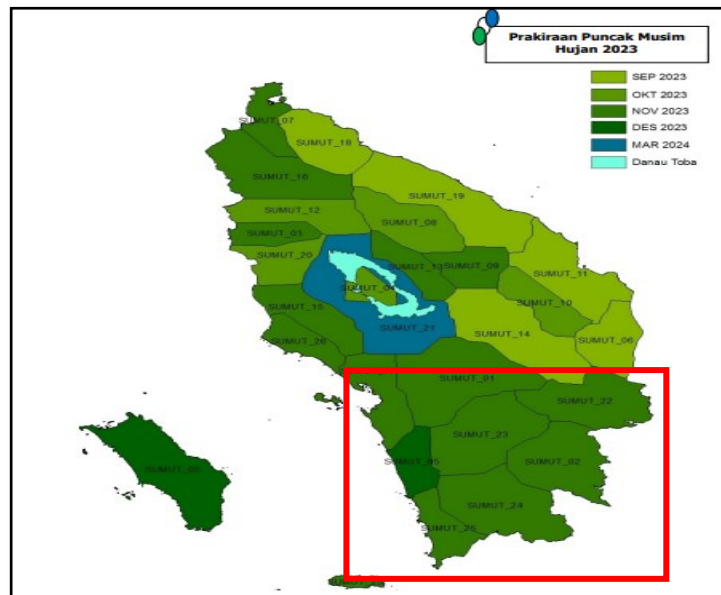 Prakiraan Puncak Musim
Hujan 2023
SEP 2023
OKT 2023
NOV 2023
DES 2023
MAR 2024
Danau Toba
SUMUT_07
SUMUT_18
SUMUT_16
SUMUT_19
SUMUT_12
SUMUT_08
SUMUT_03
SUMUT_20
SUMUT_13
SUMUT_09
SUMUT_11
SUMUT_04
SUMUT_15
SUMUT_10
SUMUT_21
SUMUT_14
SUMUT_06
SUMUT_26
SUMUT_01
SUMUT_22
SUMUT_23
SUMUT_05
SUMUT_02
SUMUT_24
SUMUT_25